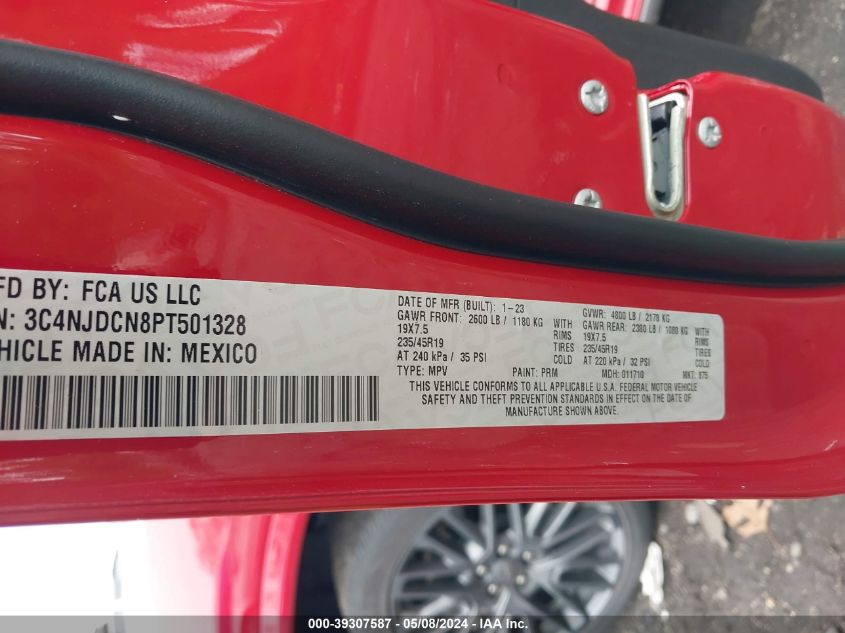 FD BY: FCA US LLC
N: 3C4NJDCN8PT501328
EHICLE MADE IN: MEXICO
DATE OF MFR (BUILT): 1-23
GAWR FRONT: 2600 LB / 1180 KG
19X7.5 RIMS
235/45R19 TIRES
AT 240 kPa / 35 PSI COLD
GVWR: 4800 LB / 2178 KG
GAWR REAR: 2380 LB / 1080 KG
19X7.5 RIMS
235/45R19 TIRES
AT 220 kPa / 32 PSI COLD
TYPE: MPV PAINT: PRM MDH: 011710 MKT: 875
THIS VEHICLE CONFORMS TO ALL APPLICABLE U.S.A. FEDERAL MOTOR VEHICLE
SAFETY AND THEFT PREVENTION STANDARDS IN EFFECT ON THE DATE OF
MANUFACTURE SHOWN ABOVE.
000-39307587 - 05/08/2024 - © IAA, Inc.